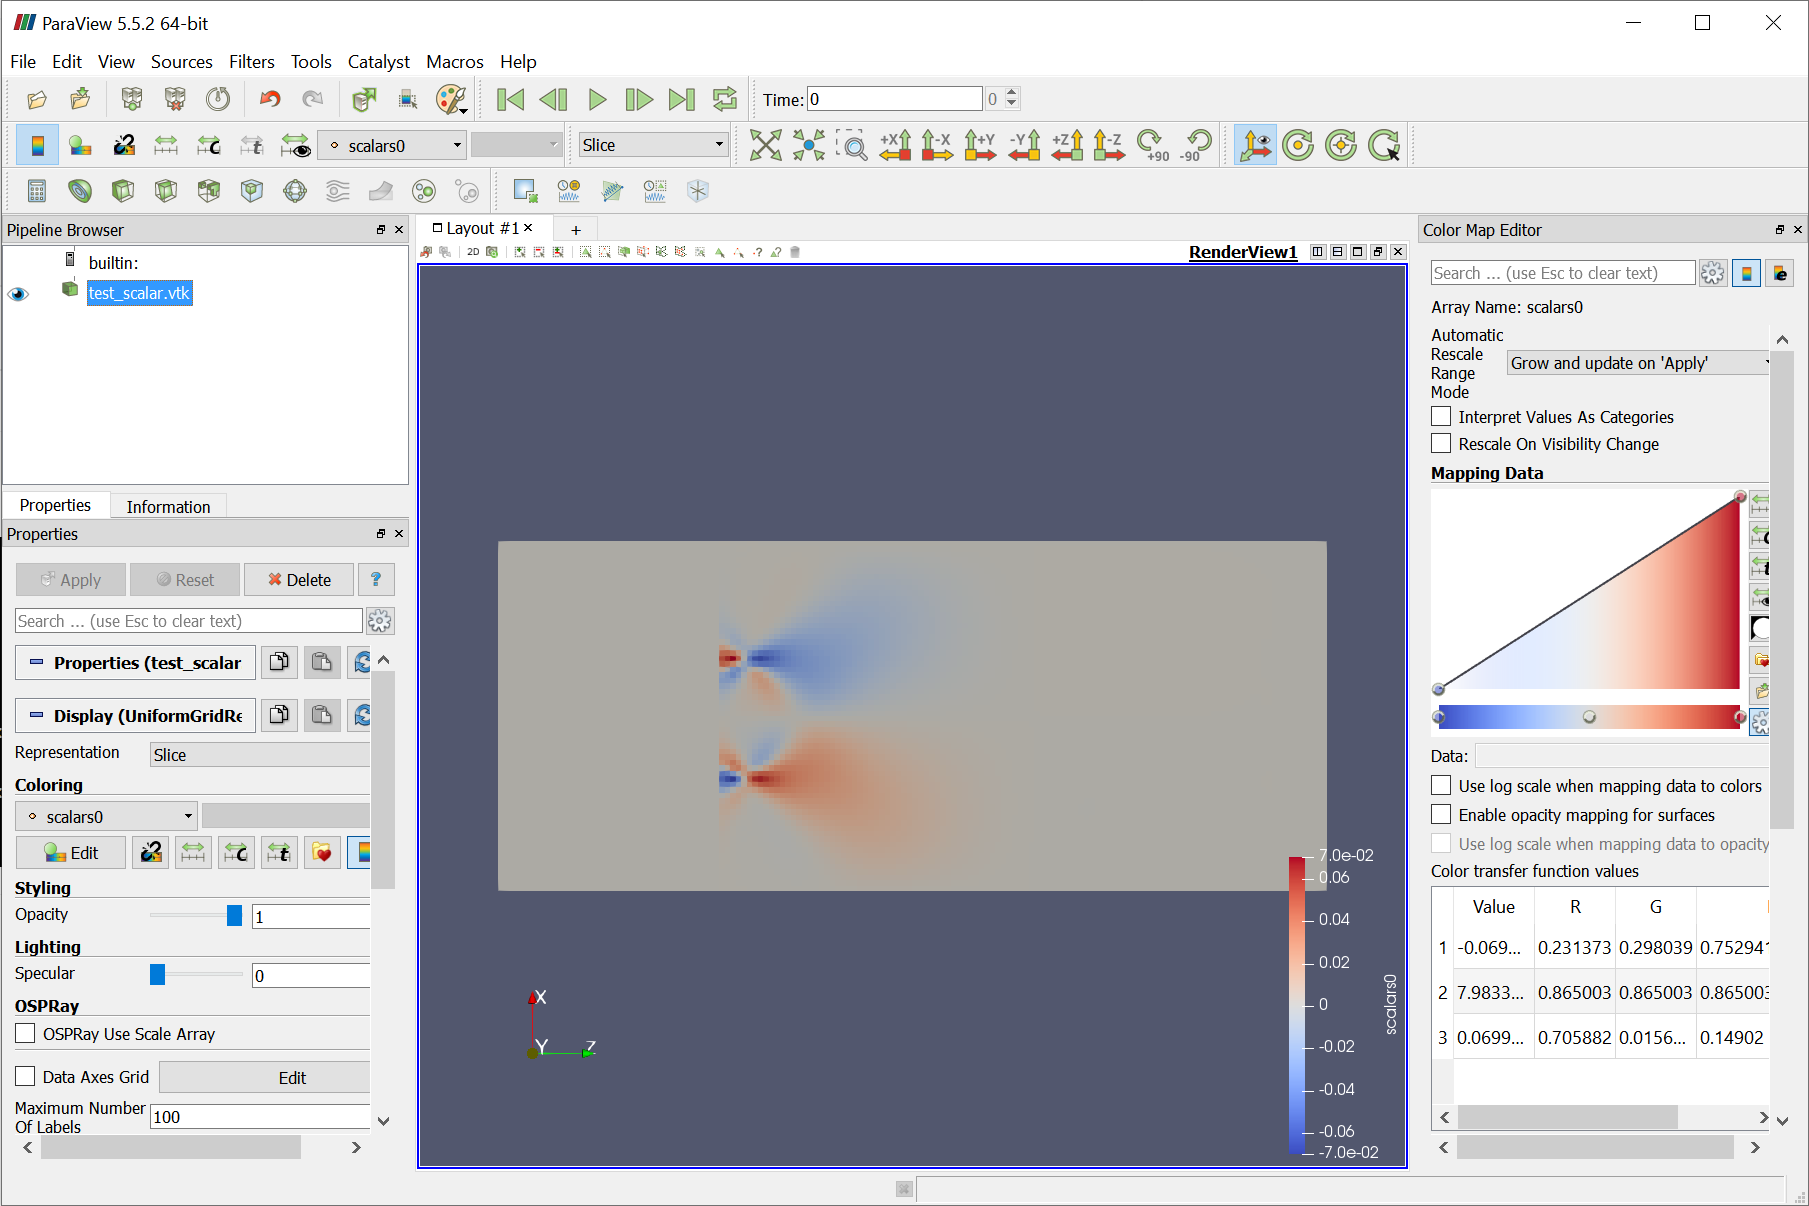 ParaView 5.5.2 64-bit
File Edit View Sources Filters Tools Catalyst Macros Help
Time: 0 0
scalars0 Slice +X -X +Y -Y +Z -Z +90 -90
Pipeline Browser
builtin:
test_scalar.vtk
Properties Information
Properties
Apply Reset Delete ?
Search ... (use Esc to clear text)
Properties (test_scalar
Display (UniformGridRe
Representation Slice
Coloring
scalars0
Edit
Styling
Opacity 1
Lighting
Specular 0
OSPRay
OSPRay Use Scale Array
Data Axes Grid Edit
Maximum Number
Of Labels 100
Layout #1 +
2D RenderView1
X
Y Z
7.0e-02
0.06
0.04
0.02
0
-0.02
-0.04
-0.06
-7.0e-02
scalars0
Color Map Editor
Search ... (use Esc to clear text)
Array Name: scalars0
Automatic
Rescale
Range
Mode
Grow and update on 'Apply'
Interpret Values As Categories
Rescale On Visibility Change
Mapping Data
Data:
Use log scale when mapping data to colors
Enable opacity mapping for surfaces
Use log scale when mapping data to opacity
Color transfer function values
Value R G
1 -0.069... 0.231373 0.298039 0.752941
2 7.9833... 0.865003 0.865003 0.865003
3 0.0699... 0.705882 0.0156... 0.14902